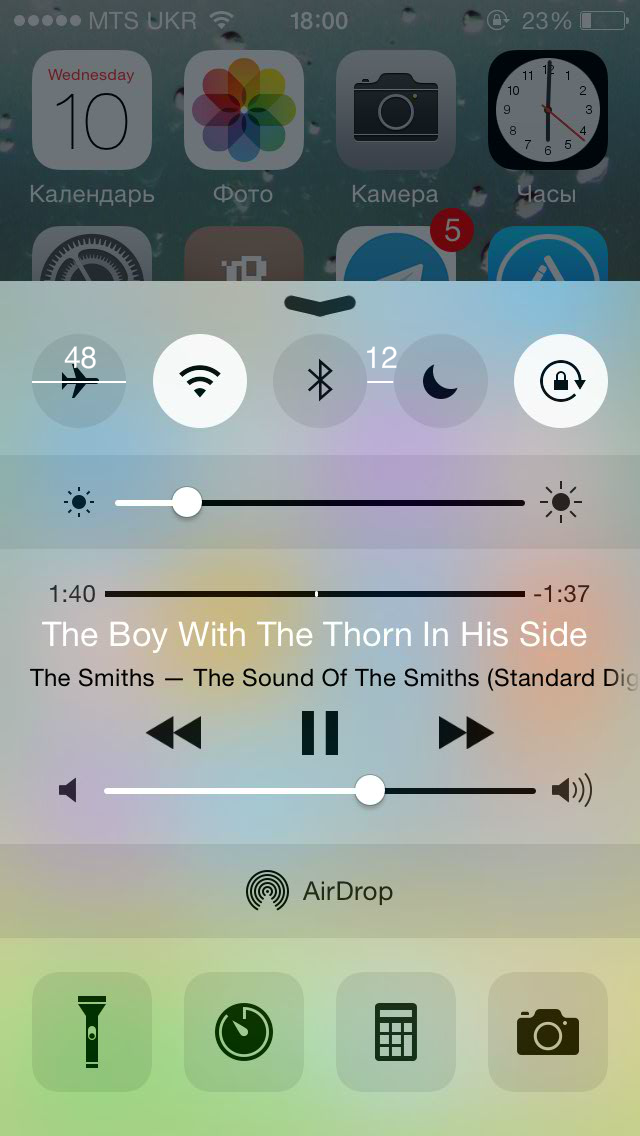 MTS UKR 18:00 23%
Wednesday
10
12 1 2 3 4 5 6 7 8 9 10 11
Календарь Фото Камера Часы
5
48 12
1:40 -1:37
The Boy With The Thorn In His Side
The Smiths — The Sound Of The Smiths (Standard Dig
AirDrop